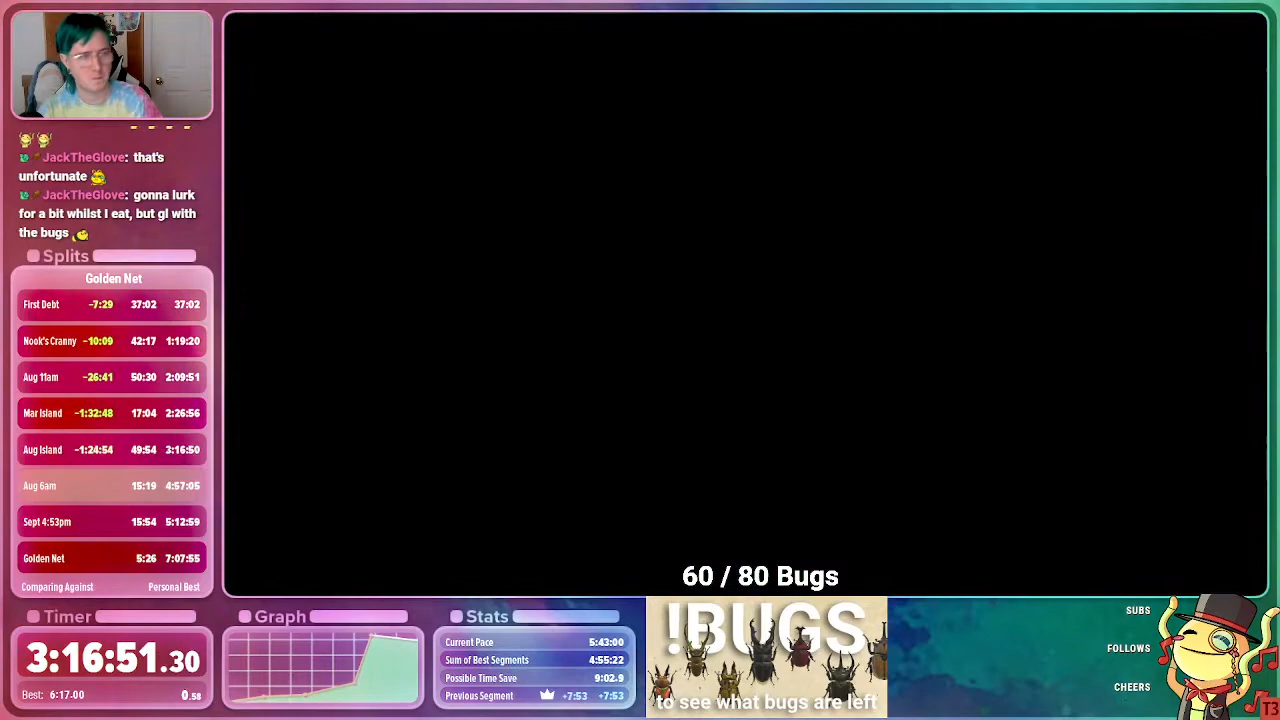 JackTheGlove: that's
unfortunate
JackTheGlove: gonna lurk
for a bit whilst I eat, but gl with
the bugs
Splits
Golden Net
First Debt -7:29 37:02 37:02
Nook's Cranny -10:09 42:17 1:19:20
Aug 11am -26:41 50:30 2:09:51
Mar Island -1:32:48 17:04 2:26:56
Aug Island -1:24:54 49:54 3:16:50
Aug 6am 15:19 4:57:05
Sept 4:53pm 15:54 5:12:59
Golden Net 5:26 7:07:55
Comparing Against Personal Best
Timer
3:16:51.30
Best: 6:17.00 0.58
Graph
Stats
Current Pace 5:43:00
Sum of Best Segments 4:55:22
Possible Time Save 9:02.9
Previous Segment +7:53 +7:53
60 / 80 Bugs
!BUGS
to see what bugs are left
SUBS
FOLLOWS
CHEERS
T3